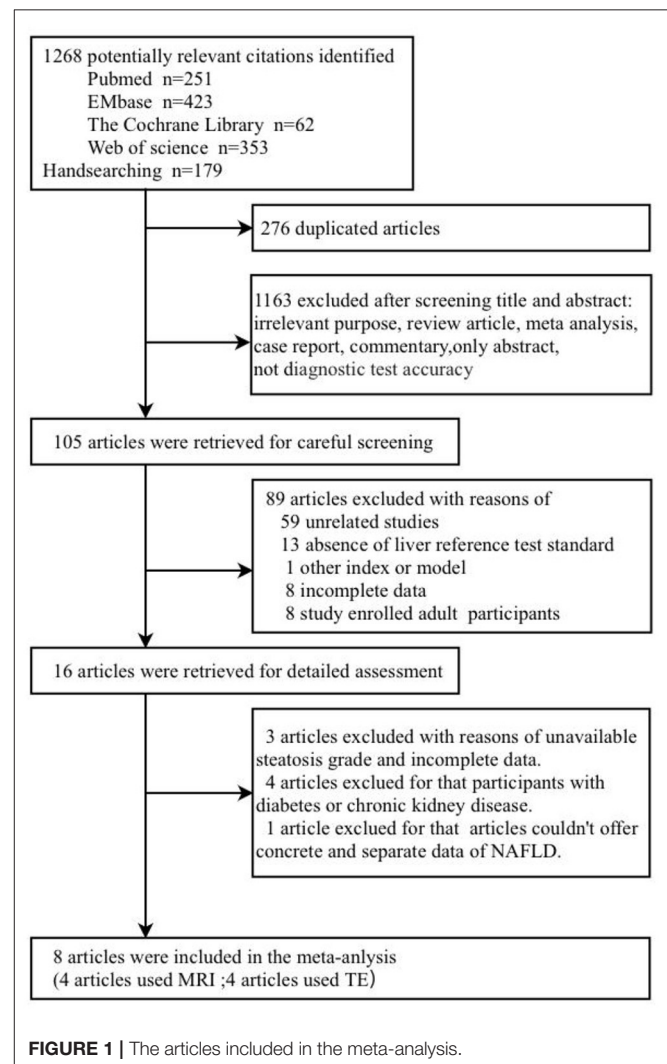 1268 potentially relevant citations identified
Pubmed n=251
EMbase n=423
The Cochrane Library n=62
Web of science n=353
Handsearching n=179
276 duplicated articles
1163 excluded after screening title and abstract:
irrelevant purpose, review article, meta analysis,
case report, commentary,only abstract,
not diagnostic test accuracy
105 articles were retrieved for careful screening
89 articles excluded with reasons of
59 unrelated studies
13 absence of liver reference test standard
1 other index or model
8 incomplete data
8 study enrolled adult participants
16 articles were retrieved for detailed assessment
3 articles excluded with reasons of unavailable
steatosis grade and incomplete data.
4 articles exclued for that participants with
diabetes or chronic kidney disease.
1 article exclued for that articles couldn't offer
concrete and separate data of NAFLD.
8 articles were included in the meta-anlysis
(4 articles used MRI ;4 articles used TE)
FIGURE 1 | The articles included in the meta-analysis.